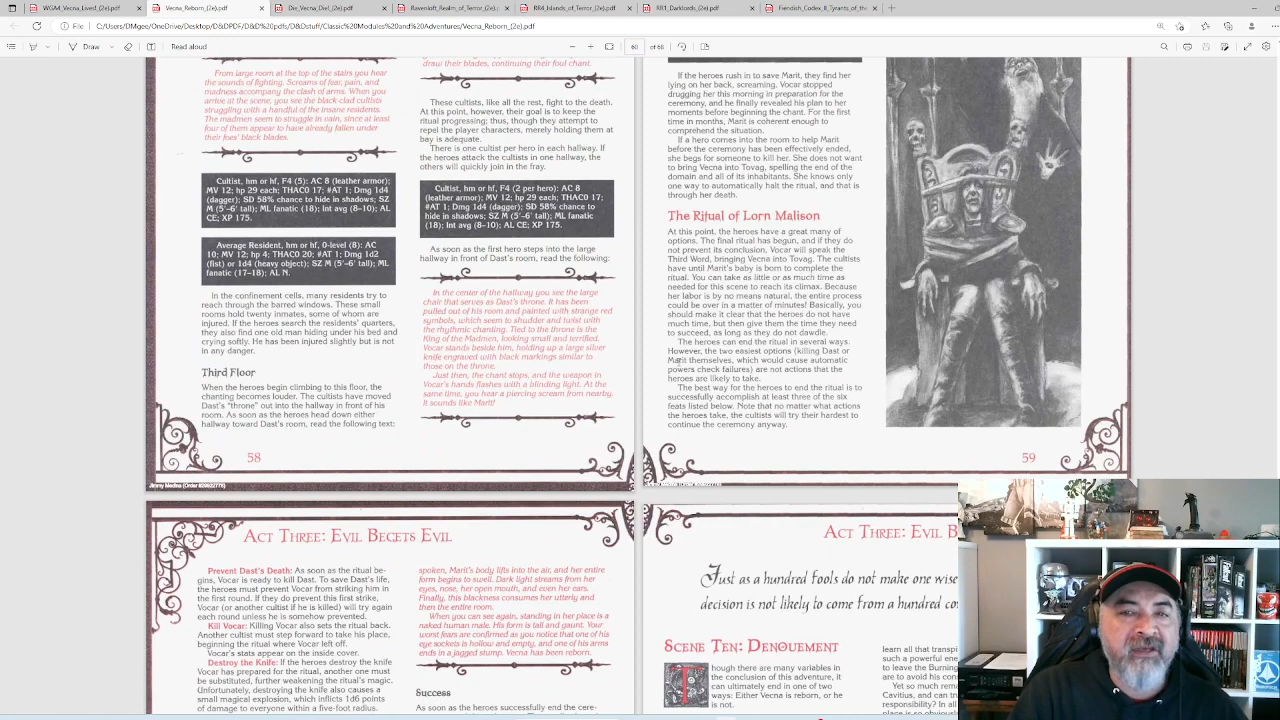 WGM_Vecna_Lived_(2e).pdf
Vecna_Reborn_(2e).pdf
Die_Vecna_Die!_(2e).pdf
Ravenloft_Realm_of_Terror_(2e).p
RR4_Islands_of_Terror_(2e).pdf
RR1_Darklords_(2e).pdf
Fiendish_Codex_II_Tyrants_of_the
File
C:/Users/DMgee/OneDrive/Desktop/D&DPDF/D&Dstuff/Classic%20Modules%20and%20Adventures/Vecna_Reborn_(2e).pdf
Read aloud
60 of 68
From large room at the top of the stairs you hear
the sounds of fighting. Screams of fear, pain, and
madness accompany the clash of arms. When you
arrive at the scene, you see the black-clad cultists
struggling with a handful of the insane residents.
The madmen seem to struggle in vain, since at least
four of them appear to have already fallen under
their foes' black blades.
Cultist, hm or hf, F4 (5): AC 8 (leather armor);
MV 12; hp 29 each; THAC0 17; #AT 1; Dmg 1d4
(dagger); SD 58% chance to hide in shadows; SZ
M (5'–6' tall); ML fanatic (18); Int avg (8–10); AL
CE; XP 175.
Average Resident, hm or hf, 0-level (8): AC
10; MV 12; hp 4; THAC0 20; #AT 1; Dmg 1d2
(fist) or 1d4 (heavy object); SZ M (5'–6' tall); ML
fanatic (17–18); AL N.
In the confinement cells, many residents try to
reach through the barred windows. These small
rooms hold twenty inmates, some of whom are
injured. If the heroes search the residents' quarters,
they also find one old man hiding under his bed and
crying softly. He has been injured slightly but is not
in any danger.
Third Floor
When the heroes begin climbing to this floor, the
chanting becomes louder. The cultists have moved
Dast's "throne" out into the hallway in front of his
room. As soon as the heroes head down either
hallway toward Dast's room, read the following text:
58
draw their blades, continuing their foul chant.
These cultists, like all the rest, fight to the death.
At this point, however, their goal is to keep the
ritual progressing; thus, though they attempt to
repel the player characters, merely holding them at
bay is adequate.
There is one cultist per hero in each hallway. If
the heroes attack the cultists in one hallway, the
others will quickly join in the fray.
Cultist, hm or hf, F4 (2 per hero): AC 8
(leather armor); MV 12; hp 29 each; THAC0 17;
#AT 1; Dmg 1d4 (dagger); SD 58% chance to
hide in shadows; SZ M (5'–6' tall); ML fanatic
(18); Int avg (8–10); AL CE; XP 175.
As soon as the first hero steps into the large
hallway in front of Dast's room, read the following:
In the center of the hallway you see the large
chair that serves as Dast's throne. It has been
pulled out of his room and painted with strange red
symbols, which seem to shudder and twist with
the rhythmic chanting. Tied to the throne is the
King of the Madmen, looking small and terrified.
Vocar stands beside him, holding up a large silver
knife engraved with black markings similar to
those on the throne.
Just then, the chant stops, and the weapon in
Vocar's hands flashes with a blinding light. At the
same time, you hear a piercing scream from nearby.
It sounds like Marit!
If the heroes rush in to save Marit, they find her
lying on her back, screaming. Vocar stopped
drugging her this morning in preparation for the
ceremony, and he finally revealed his plan to her
moments before beginning the chant. For the first
time in months, Marit is coherent enough to
comprehend the situation.
If a hero comes into the room to help Marit
before the ceremony has been effectively ended,
she begs for someone to kill her. She does not want
to bring Vecna into Tovag, spelling the end of the
domain and all of its inhabitants. She knows only
one way to automatically halt the ritual, and that is
through her death.
The Ritual of Lorn Malison
At this point, the heroes have a great many of
options. The final ritual has begun, and if they do
not prevent its conclusion, Vocar will speak the
Third Word, bringing Vecna into Tovag. The cultists
have until Marit's baby is born to complete the
ritual. You can take as little or as much time as
needed for this scene to reach its climax. Because
her labor is by no means natural, the entire process
could be over in a matter of minutes! Basically, you
should make it clear that the heroes do not have
much time, but then give them the time they need
to succeed, as long as they do not dawdle.
The heroes can end the ritual in several ways.
However, the two easiest options (killing Dast or
Marit themselves, which would cause automatic
powers check failures) are not actions that the
heroes are likely to take.
The best way for the heroes to end the ritual is to
successfully accomplish at least three of the six
feats listed below. Note that no matter what actions
the heroes take, the cultists will try their hardest to
continue the ceremony anyway.
59
Jimmy Medina (Order #29922778)
Act Three: Evil Begets Evil
Prevent Dast's Death: As soon as the ritual be-
gins, Vocar is ready to kill Dast. To save Dast's life,
the heroes must prevent Vocar from striking him in
the first round. If they do prevent this first strike,
Vocar (or another cultist if he is killed) will try again
each round unless he is somehow prevented.
Kill Vocar: Killing Vocar also sets the ritual back.
Another cultist must step forward to take his place,
beginning the ritual where Vocar left off.
Vocar's stats appear on the inside cover.
Destroy the Knife: If the heroes destroy the knife
Vocar has prepared for the ritual, another one must
be substituted, further weakening the ritual's magic.
Unfortunately, destroying the knife also causes a
small magical explosion, which inflicts 1d6 points
of damage to everyone within a five-foot radius.
spoken, Marit's body lifts into the air, and her entire
form begins to swell. Dark light streams from her
eyes, nose, her open mouth, and even her ears.
Finally, this blackness consumes her utterly and
then the entire room.
When you can see again, standing in her place is a
naked human male. His form is tall and gaunt. Your
worst fears are confirmed as you notice that one of his
eye sockets is hollow and empty, and one of his arms
ends in a jagged stump. Vecna has been reborn.
Success
As soon as the heroes successfully end the cere-
Act Three: Evil B
Just as a hundred fools do not make one wise
decision is not likely to come from a hundred co
Scene Ten: Denouement
Though there are many variables in
the conclusion of this adventure, it
can ultimately end in one of two
ways: Either Vecna is reborn, or he
is not.
learn all that transpi
such a powerful ene
to leave the Burning
are to avoid his con
Yet so much rem
Cavitius, and can tr
responsibility? In all